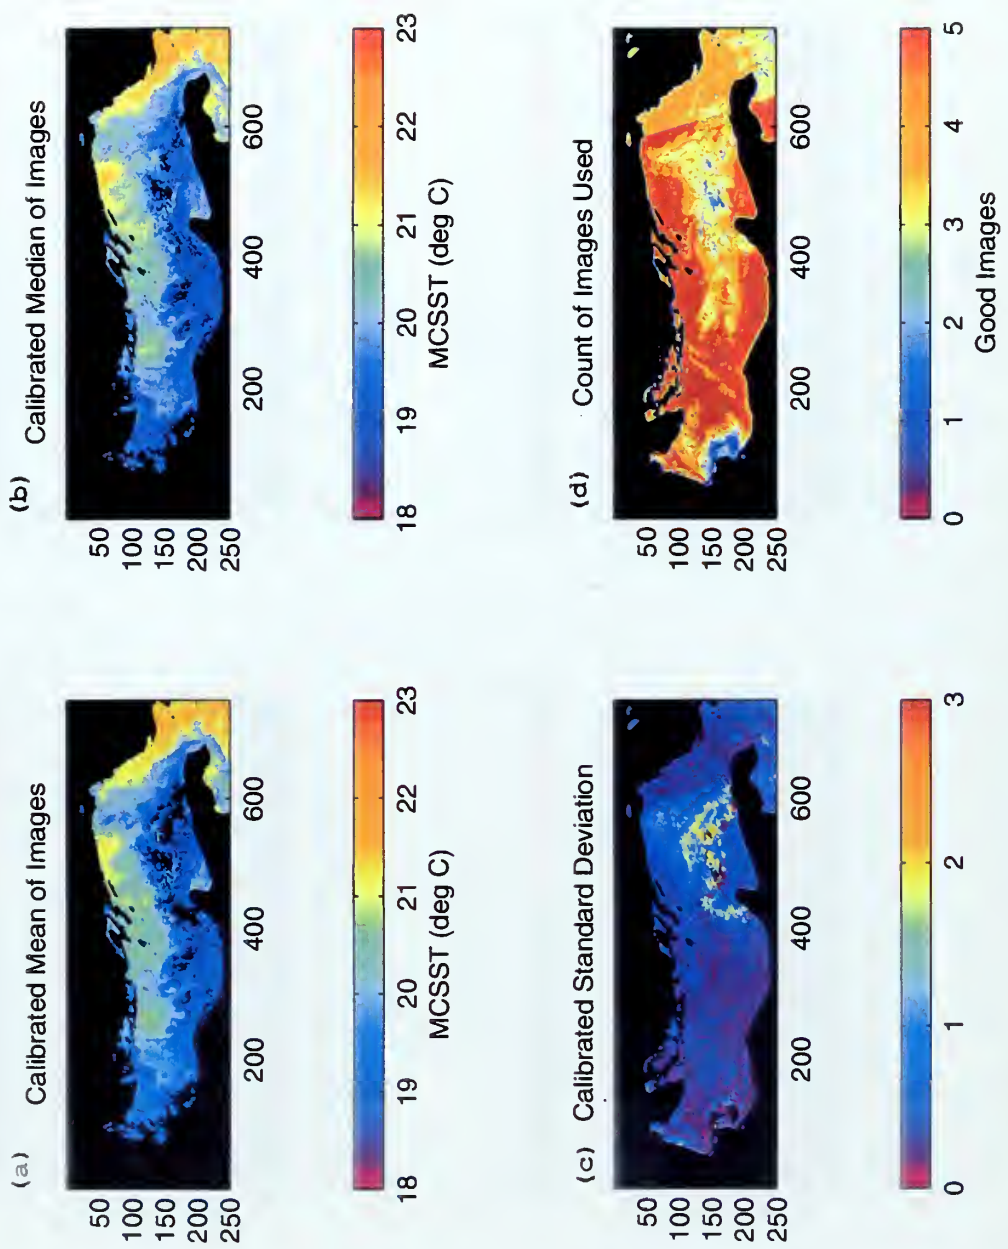 (a) Calibrated Mean of Images
50
100
150
200
250
200 400 600
18 19 20 21 22 23
MCSST (deg C)
(b) Calibrated Median of Images
50
100
150
200
250
200 400 600
18 19 20 21 22 23
MCSST (deg C)
(c) Calibrated Standard Deviation
50
100
150
200
250
200 400 600
0 1 2 3
(d) Count of Images Used
50
100
150
200
250
200 400 600
0 1 2 3 4 5
Good Images